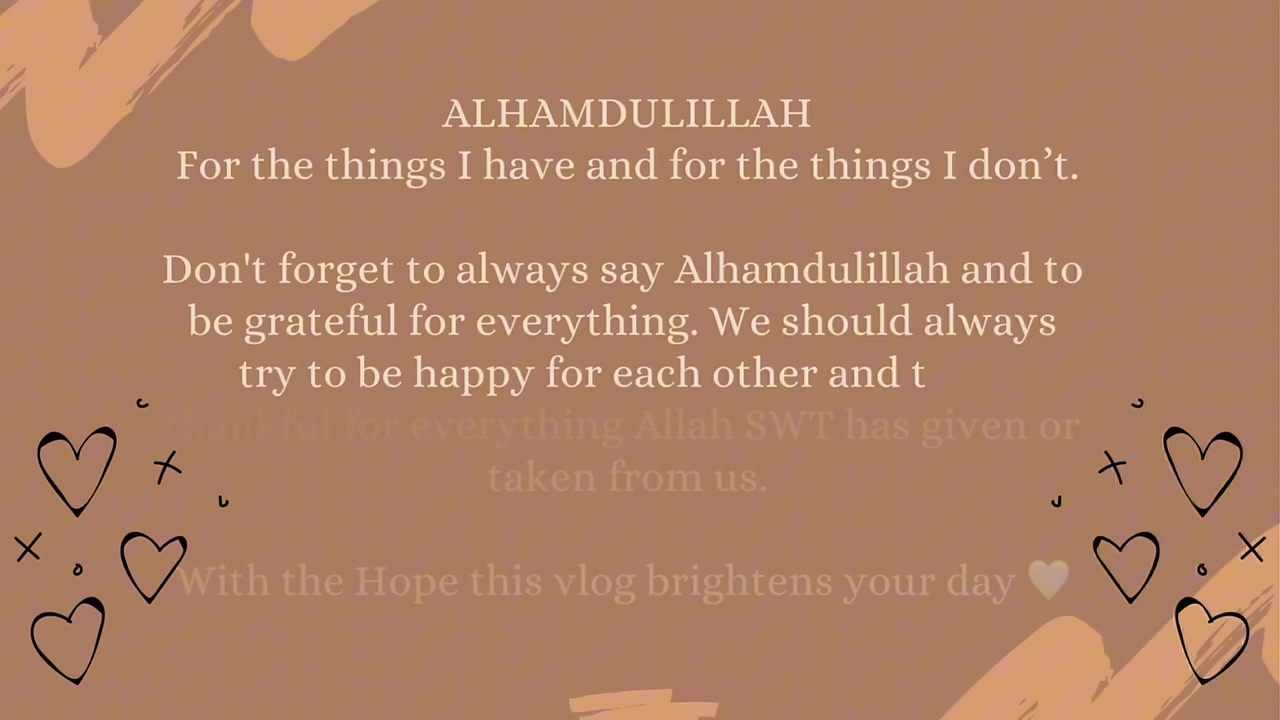 ALHAMDULILLAH
For the things I have and for the things I don’t.
Don't forget to always say Alhamdulillah and to
be grateful for everything. We should always
try to be happy for each other and t
thankful for everything Allah SWT has given or
taken from us.
With the Hope this vlog brightens your day 🤍